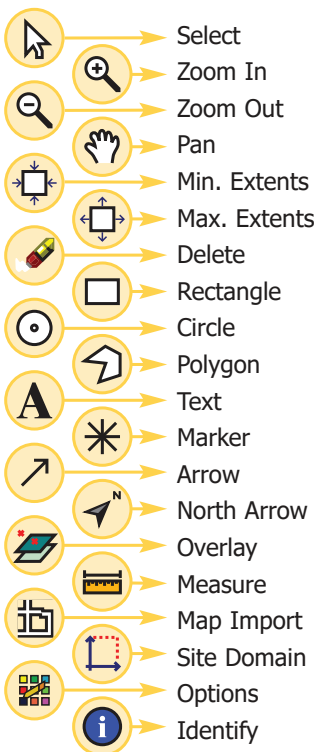 Select
Zoom In
Zoom Out
Pan
Min. Extents
Max. Extents
Delete
Rectangle
Circle
Polygon
A Text
Marker
Arrow
N North Arrow
Overlay
Measure
Map Import
Site Domain
Options
i Identify